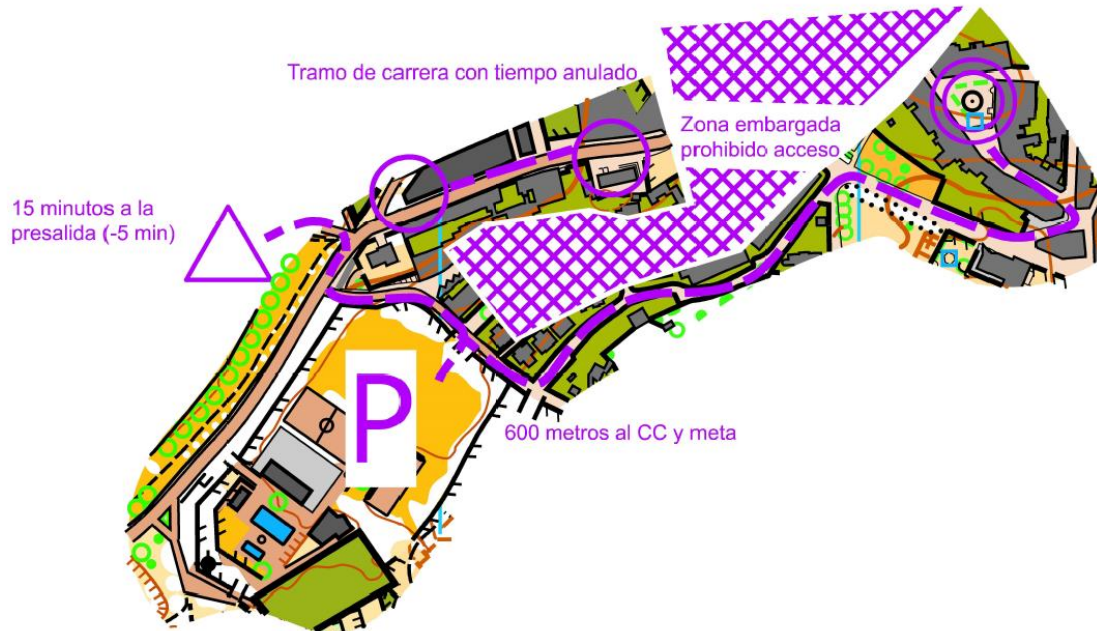 Tramo de carrera con tiempo anulado
Zona embargada
prohibido acceso
15 minutos a la
presalida (-5 min)
P
600 metros al CC y meta